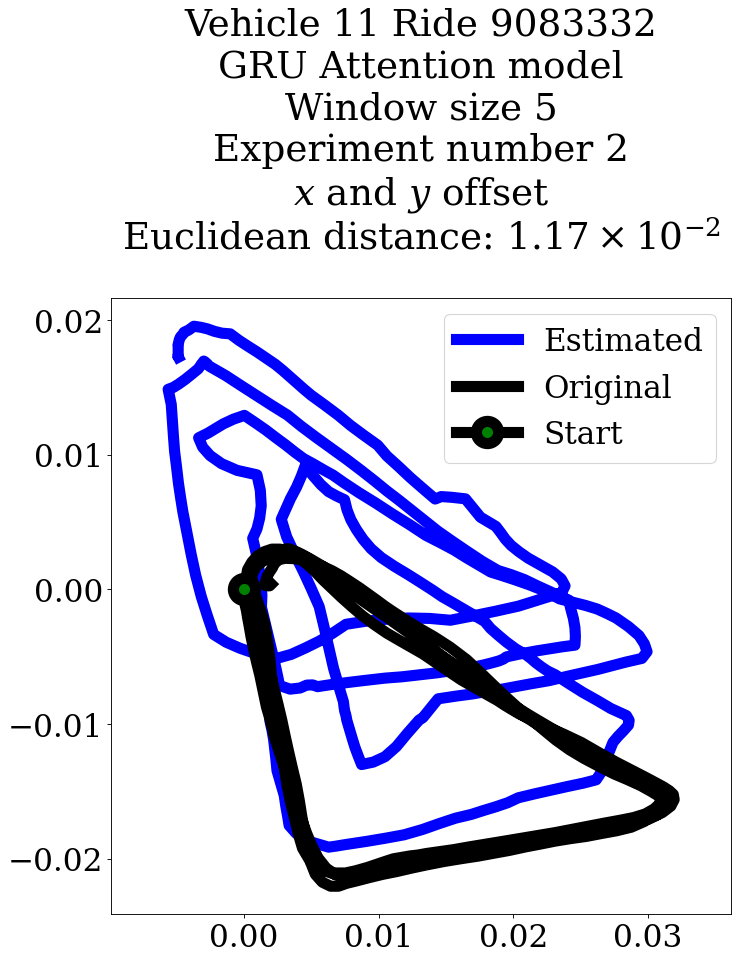 Vehicle 11 Ride 9083332
GRU Attention model
Window size 5
Experiment number 2
x and y offset
Euclidean distance: 1.17 × 10⁻²
Estimated
Original
Start
0.02
0.01
0.00
−0.01
−0.02
0.00 0.01 0.02 0.03